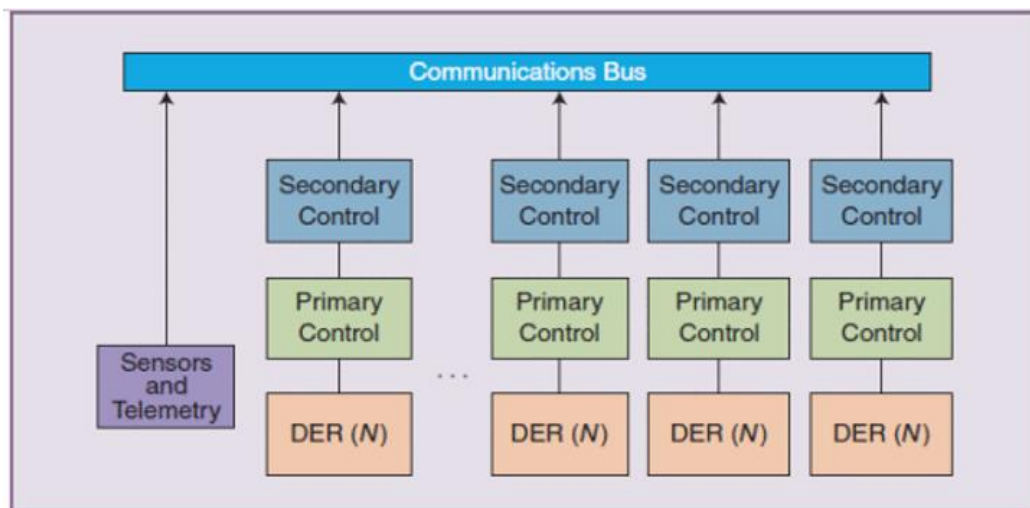 Communications Bus
Secondary
Control
Secondary
Control
Secondary
Control
Secondary
Control
Primary
Control
Primary
Control
Primary
Control
Primary
Control
Sensors
and
Telemetry
...
DER (N)
DER (N)
DER (N)
DER (N)